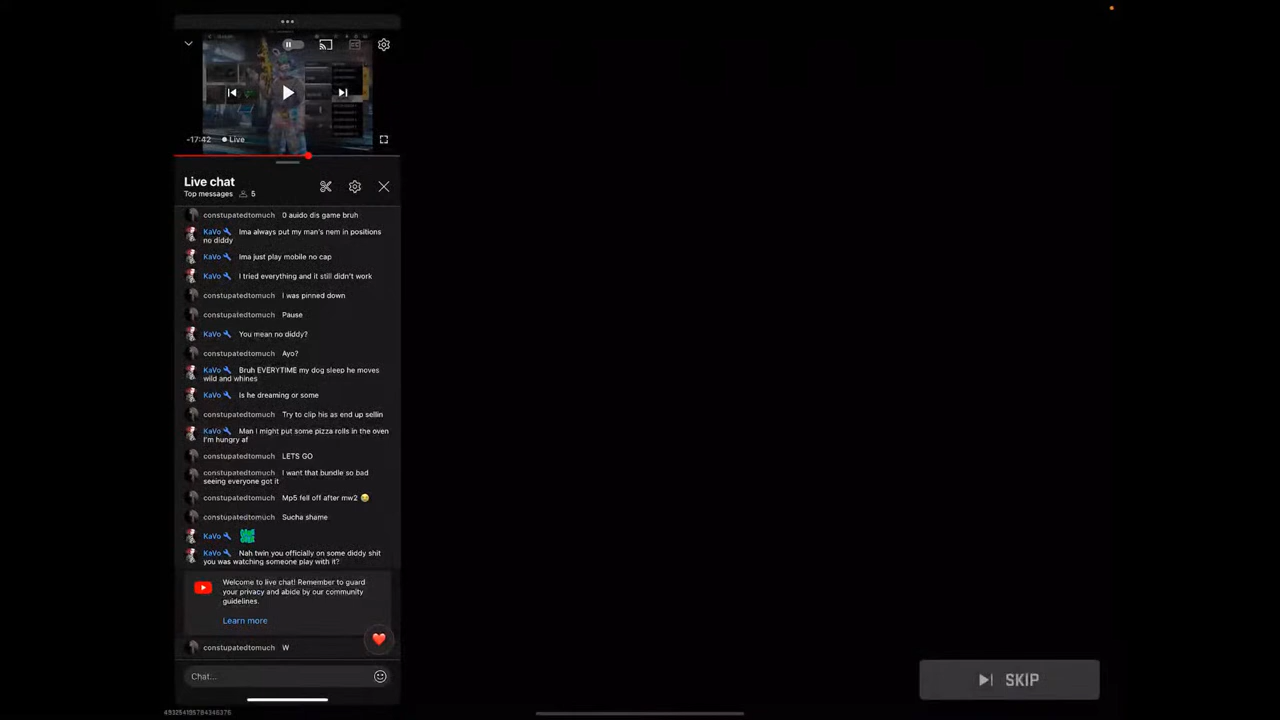 -17:42 Live
Live chat
Top messages 5
constupatedtomuch 0 auido dis game bruh
KaVo Ima always put my man's nem in positions
no diddy
KaVo Ima just play mobile no cap
KaVo I tried everything and it still didn't work
constupatedtomuch I was pinned down
constupatedtomuch Pause
KaVo You mean no diddy?
constupatedtomuch Ayo?
KaVo Bruh EVERYTIME my dog sleep he moves
wild and whines
KaVo Is he dreaming or some
constupatedtomuch Try to clip his as end up sellin
KaVo Man I might put some pizza rolls in the oven
I'm hungry af
constupatedtomuch LETS GO
constupatedtomuch I want that bundle so bad
seeing everyone got it
constupatedtomuch Mp5 fell off after mw2 😂
constupatedtomuch Sucha shame
KaVo
KaVo Nah twin you officially on some diddy shit
you was watching someone play with it?
Welcome to live chat! Remember to guard
your privacy and abide by our community
guidelines.
Learn more
constupatedtomuch W
Chat...
SKIP